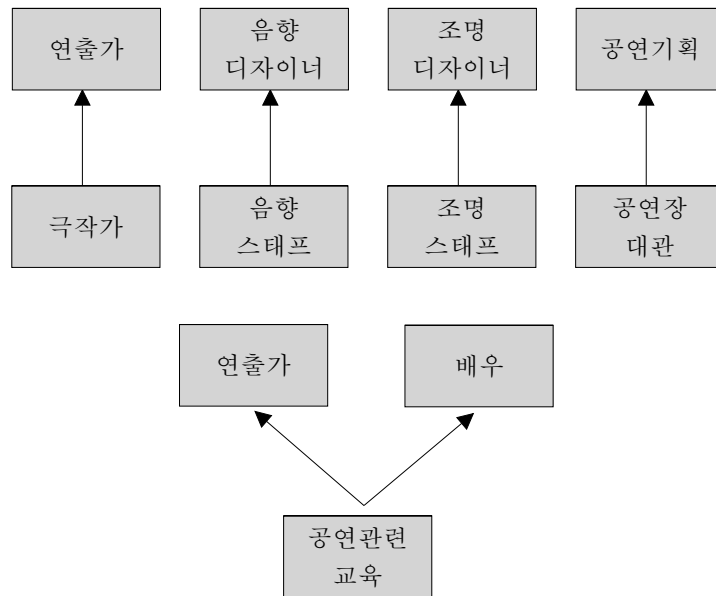 연출가
음향
디자이너
조명
디자이너
공연기획
극작가
음향
스태프
조명
스태프
공연장
대관
연출가
배우
공연관련
교육